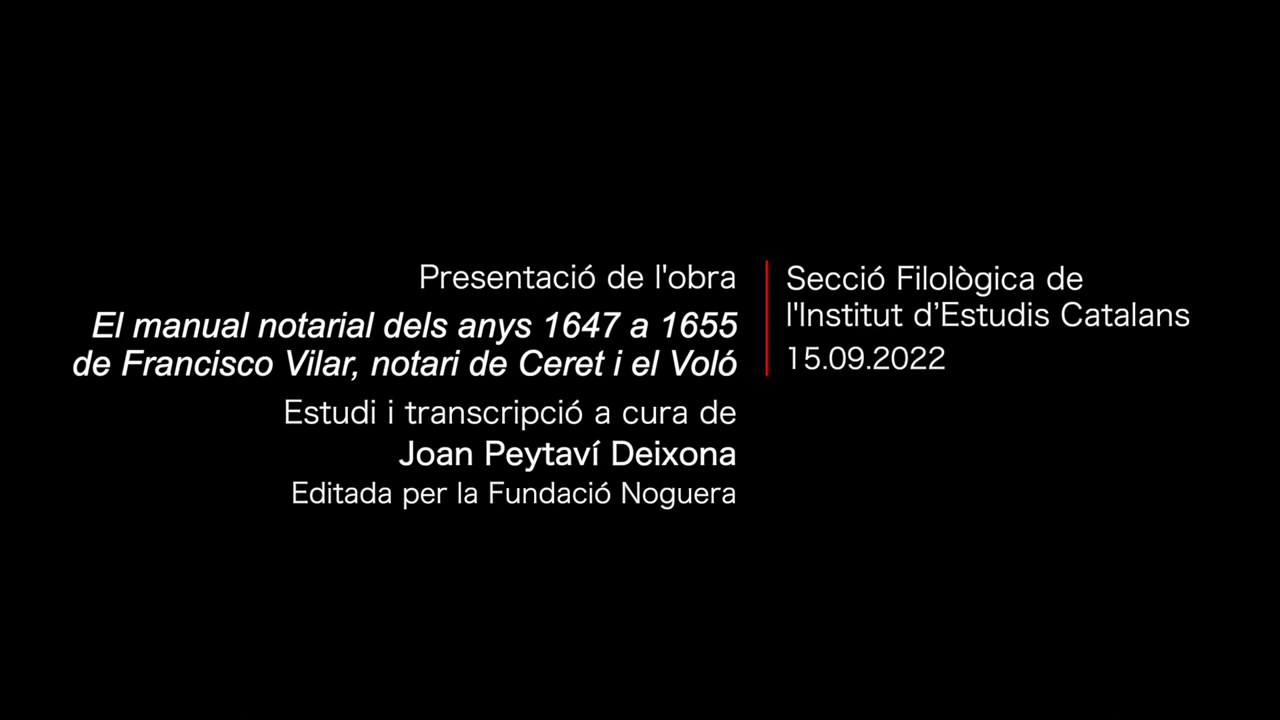 Presentació de l'obra
El manual notarial dels anys 1647 a 1655
de Francisco Vilar, notari de Ceret i el Voló
Estudi i transcripció a cura de
Joan Peytaví Deixona
Editada per la Fundació Noguera
Secció Filològica de
l'Institut d’Estudis Catalans
15.09.2022